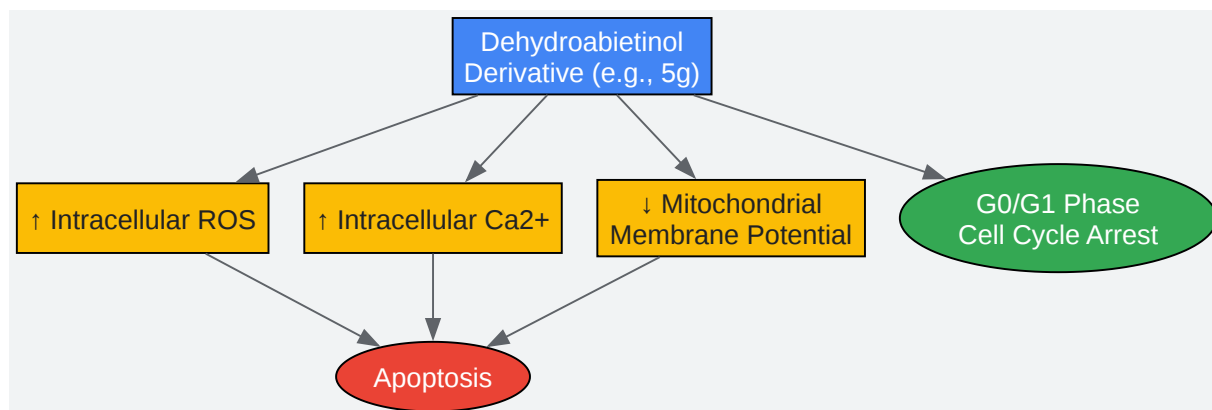 Dehydroabietinol
Derivative (e.g., 5g)
↑ Intracellular ROS
↑ Intracellular Ca2+
↓ Mitochondrial
Membrane Potential
G0/G1 Phase
Cell Cycle Arrest
Apoptosis